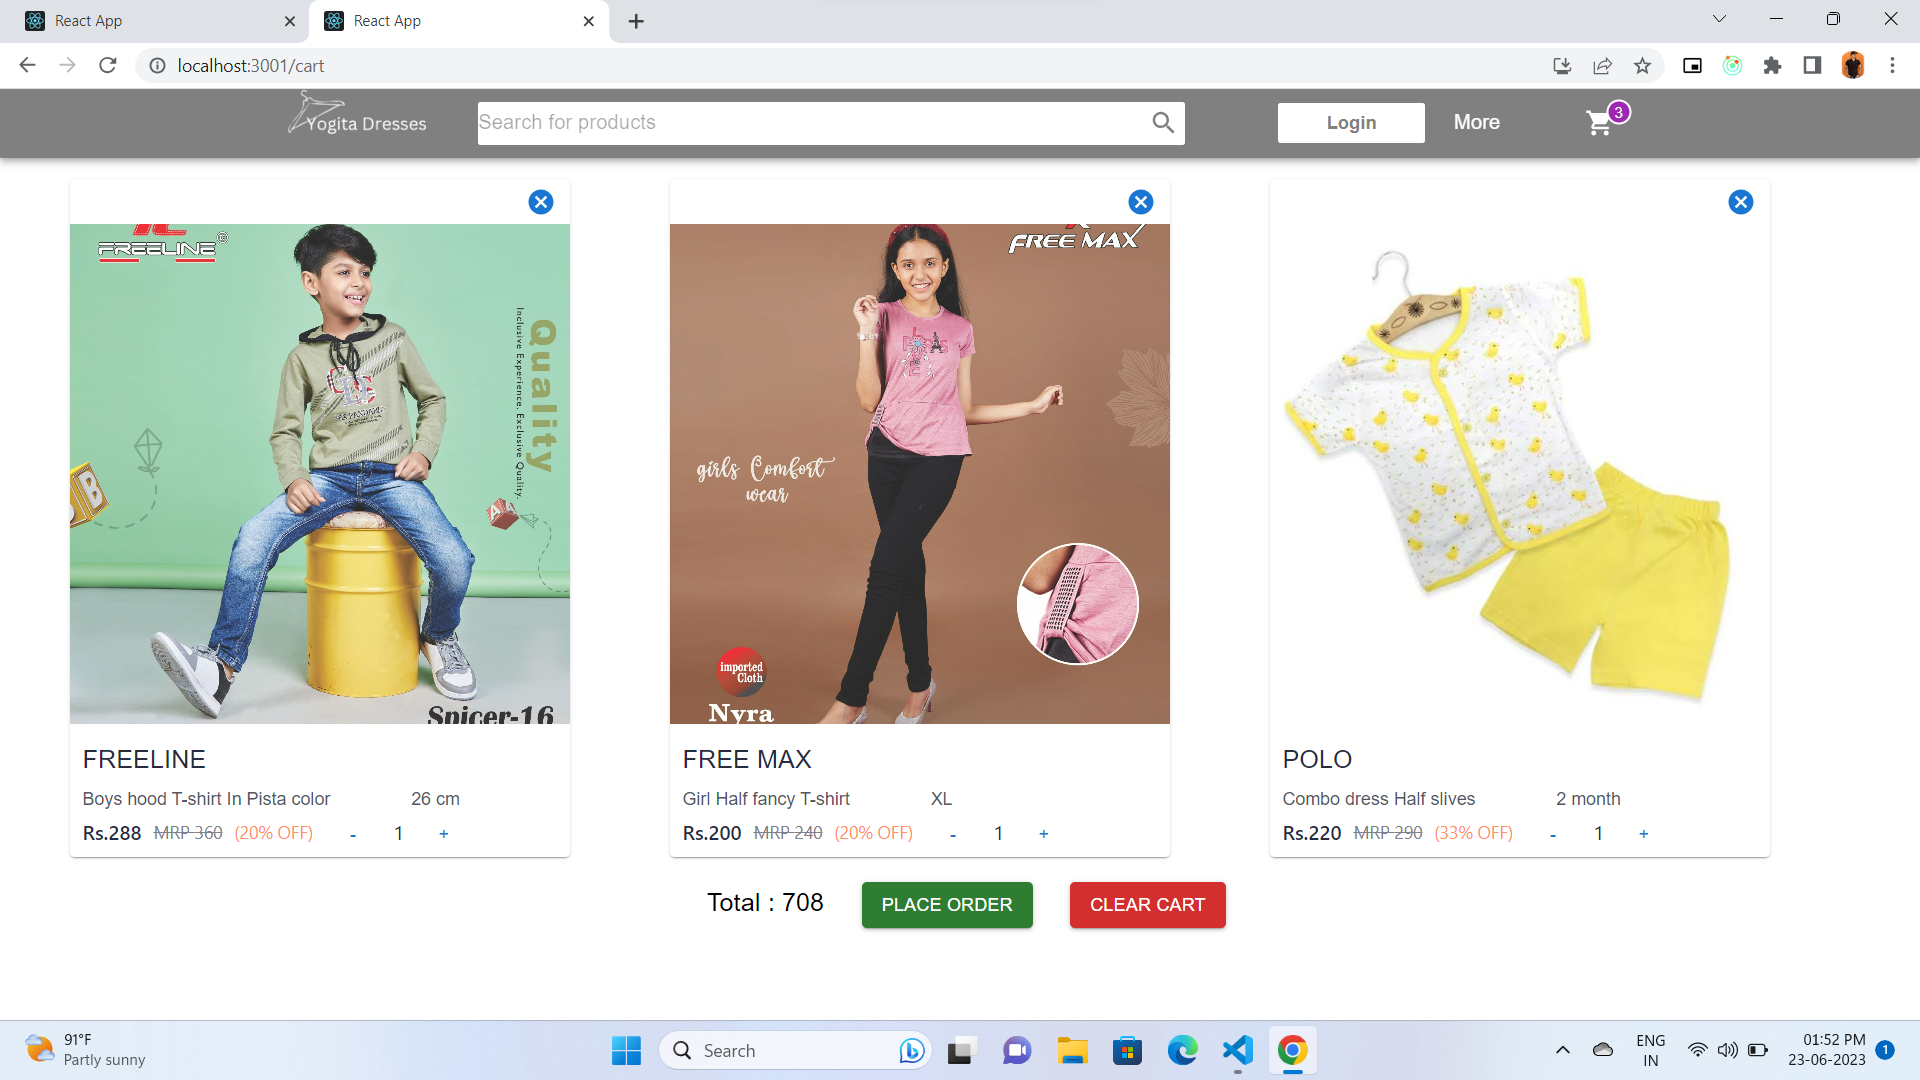 React App
React App
localhost:3001/cart
Yogita Dresses
Search for products
Login
More
3
FREELINE
Quality
Inclusive Experience. Exclusive Quality.
Spicer-16
FREELINE
Boys hood T-shirt In Pista color 26 cm
Rs.288 MRP 360 (20% OFF) - 1 +
FREE MAX
PARIS
girls Comfort
wear
imported
Cloth
Nyra
FREE MAX
Girl Half fancy T-shirt XL
Rs.200 MRP 240 (20% OFF) - 1 +
POLO
Combo dress Half slives 2 month
Rs.220 MRP 290 (33% OFF) - 1 +
Total : 708
PLACE ORDER
CLEAR CART
91°F
Partly sunny
Search
ENG
IN
01:52 PM
23-06-2023
1